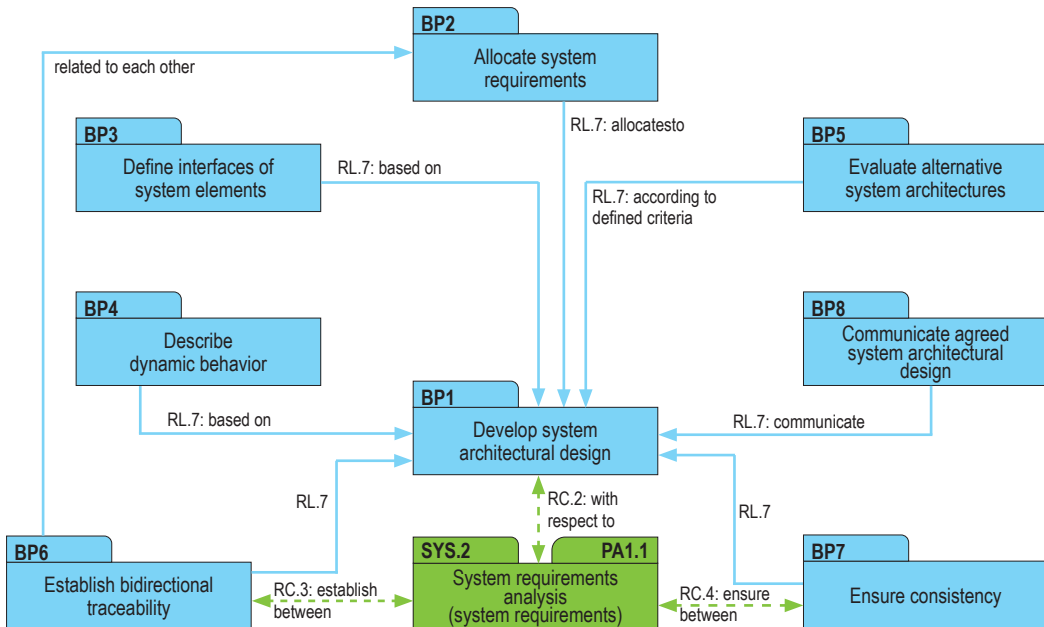 BP2
Allocate system
requirements
related to each other
RL.7: allocatesto
BP3
Define interfaces of
system elements
RL.7: based on
BP5
Evaluate alternative
system architectures
RL.7: according to
defined criteria
BP4
Describe
dynamic behavior
RL.7: based on
BP8
Communicate agreed
system architectural
design
RL.7: communicate
BP1
Develop system
architectural design
RL.7
RC.2: with
respect to
RL.7
BP6
Establish bidirectional
traceability
RC.3: establish
between
SYS.2 PA1.1
System requirements
analysis
(system requirements)
RC.4: ensure
between
BP7
Ensure consistency